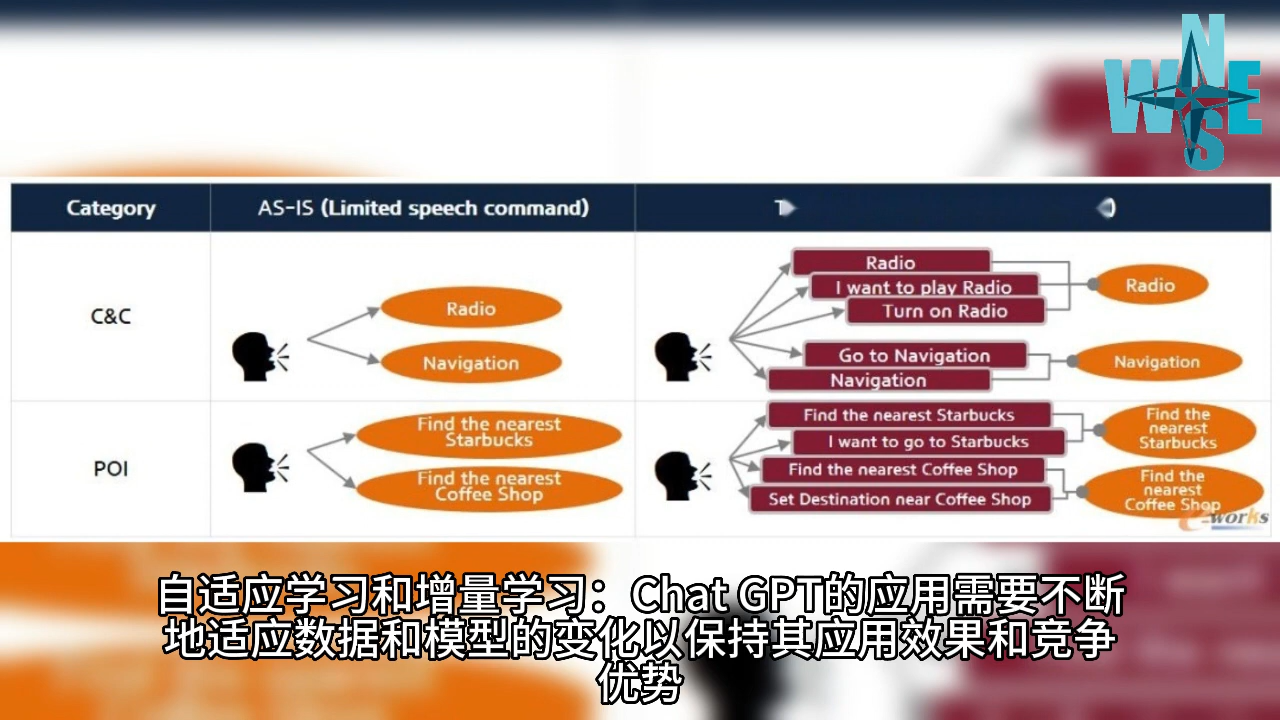 N
W E
S
Category
AS-IS (Limited speech command)
C&C
Radio
Navigation
Radio
I want to play Radio
Turn on Radio
Go to Navigation
Navigation
Radio
Navigation
POI
Find the nearest
Starbucks
Find the nearest
Coffee Shop
Find the nearest Starbucks
I want to go to Starbucks
Find the nearest Coffee Shop
Set Destination near Coffee Shop
Find the
nearest
Starbucks
Find the
nearest
Coffee Shop
e-works
自适应学习和增量学习：Chat GPT的应用需要不断
地适应数据和模型的变化以保持其应用效果和竞争
优势